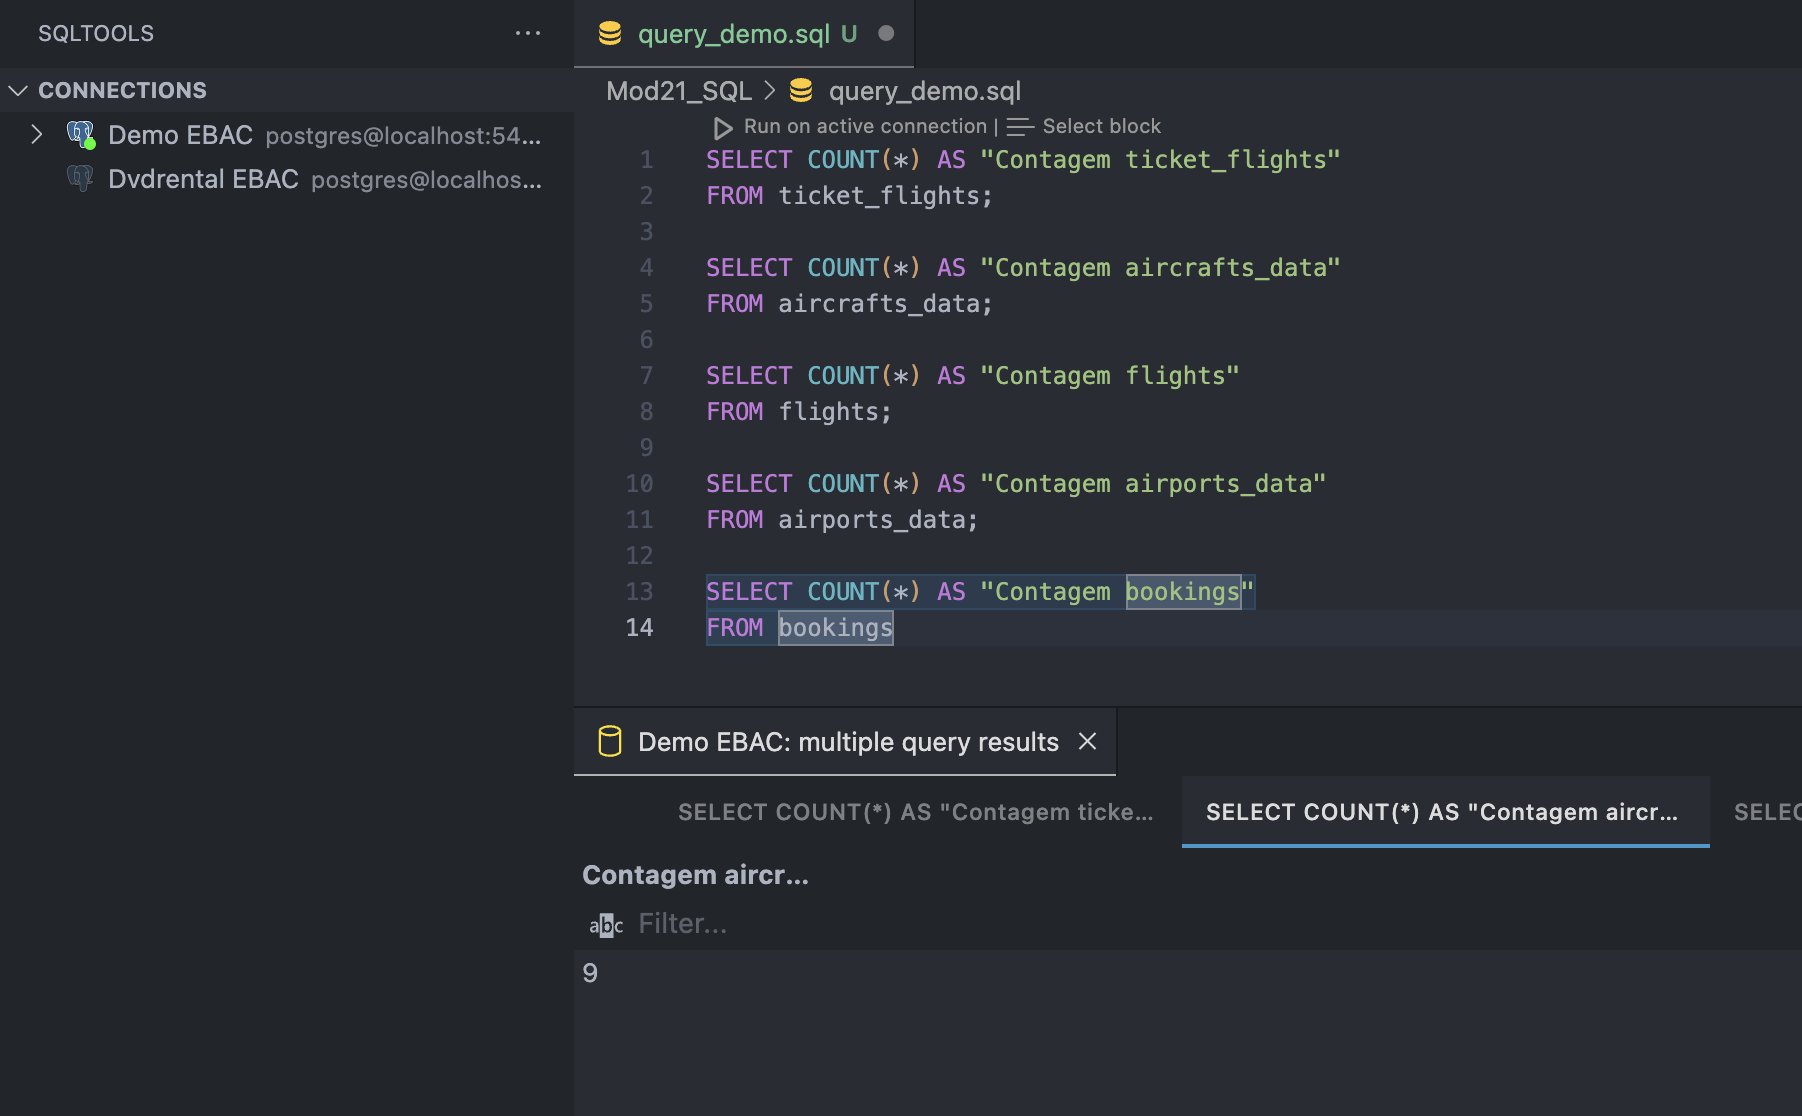 SQLTOOLS
CONNECTIONS
Demo EBAC postgres@localhost:54...
Dvdrental EBAC postgres@localhos...
query_demo.sql U
Mod21_SQL > query_demo.sql
Run on active connection | Select block
1 SELECT COUNT(*) AS "Contagem ticket_flights"
2 FROM ticket_flights;
3
4 SELECT COUNT(*) AS "Contagem aircrafts_data"
5 FROM aircrafts_data;
6
7 SELECT COUNT(*) AS "Contagem flights"
8 FROM flights;
9
10 SELECT COUNT(*) AS "Contagem airports_data"
11 FROM airports_data;
12
13 SELECT COUNT(*) AS "Contagem bookings"
14 FROM bookings
Demo EBAC: multiple query results
SELECT COUNT(*) AS "Contagem ticke... SELECT COUNT(*) AS "Contagem aircr... SELEC
Contagem aircr...
abc Filter...
9